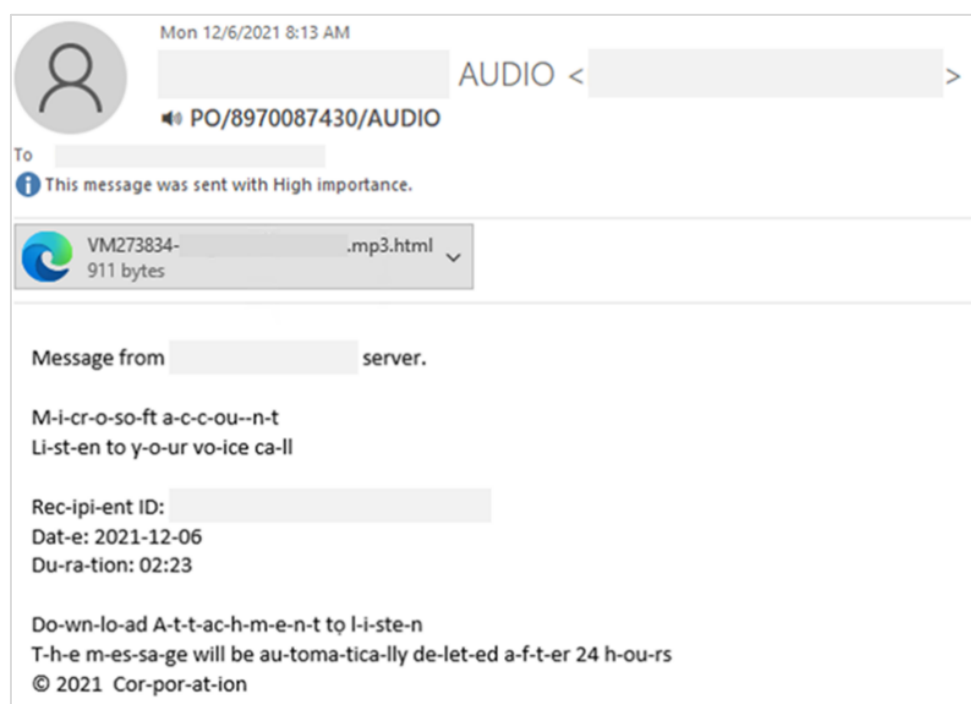 Mon 12/6/2021 8:13 AM
AUDIO < >
PO/8970087430/AUDIO
To
This message was sent with High importance.
VM273834- .mp3.html
911 bytes
Message from server.
M-i-cr-o-so-ft a-c-c-ou--n-t
Li-st-en to y-o-ur vo-ice ca-ll
Rec-ipi-ent ID:
Dat-e: 2021-12-06
Du-ra-tion: 02:23
Do-wn-lo-ad A-t-t-ac-h-m-e-n-t tọ l-i-ste-n
T-h-e m-es-sa-ge will be au-toma-tica-lly de-let-ed a-f-t-er 24 h-ou-rs
© 2021 Cor-por-at-ion